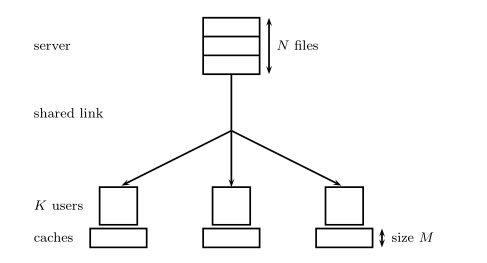 server
N files
shared link
K users
caches
size M